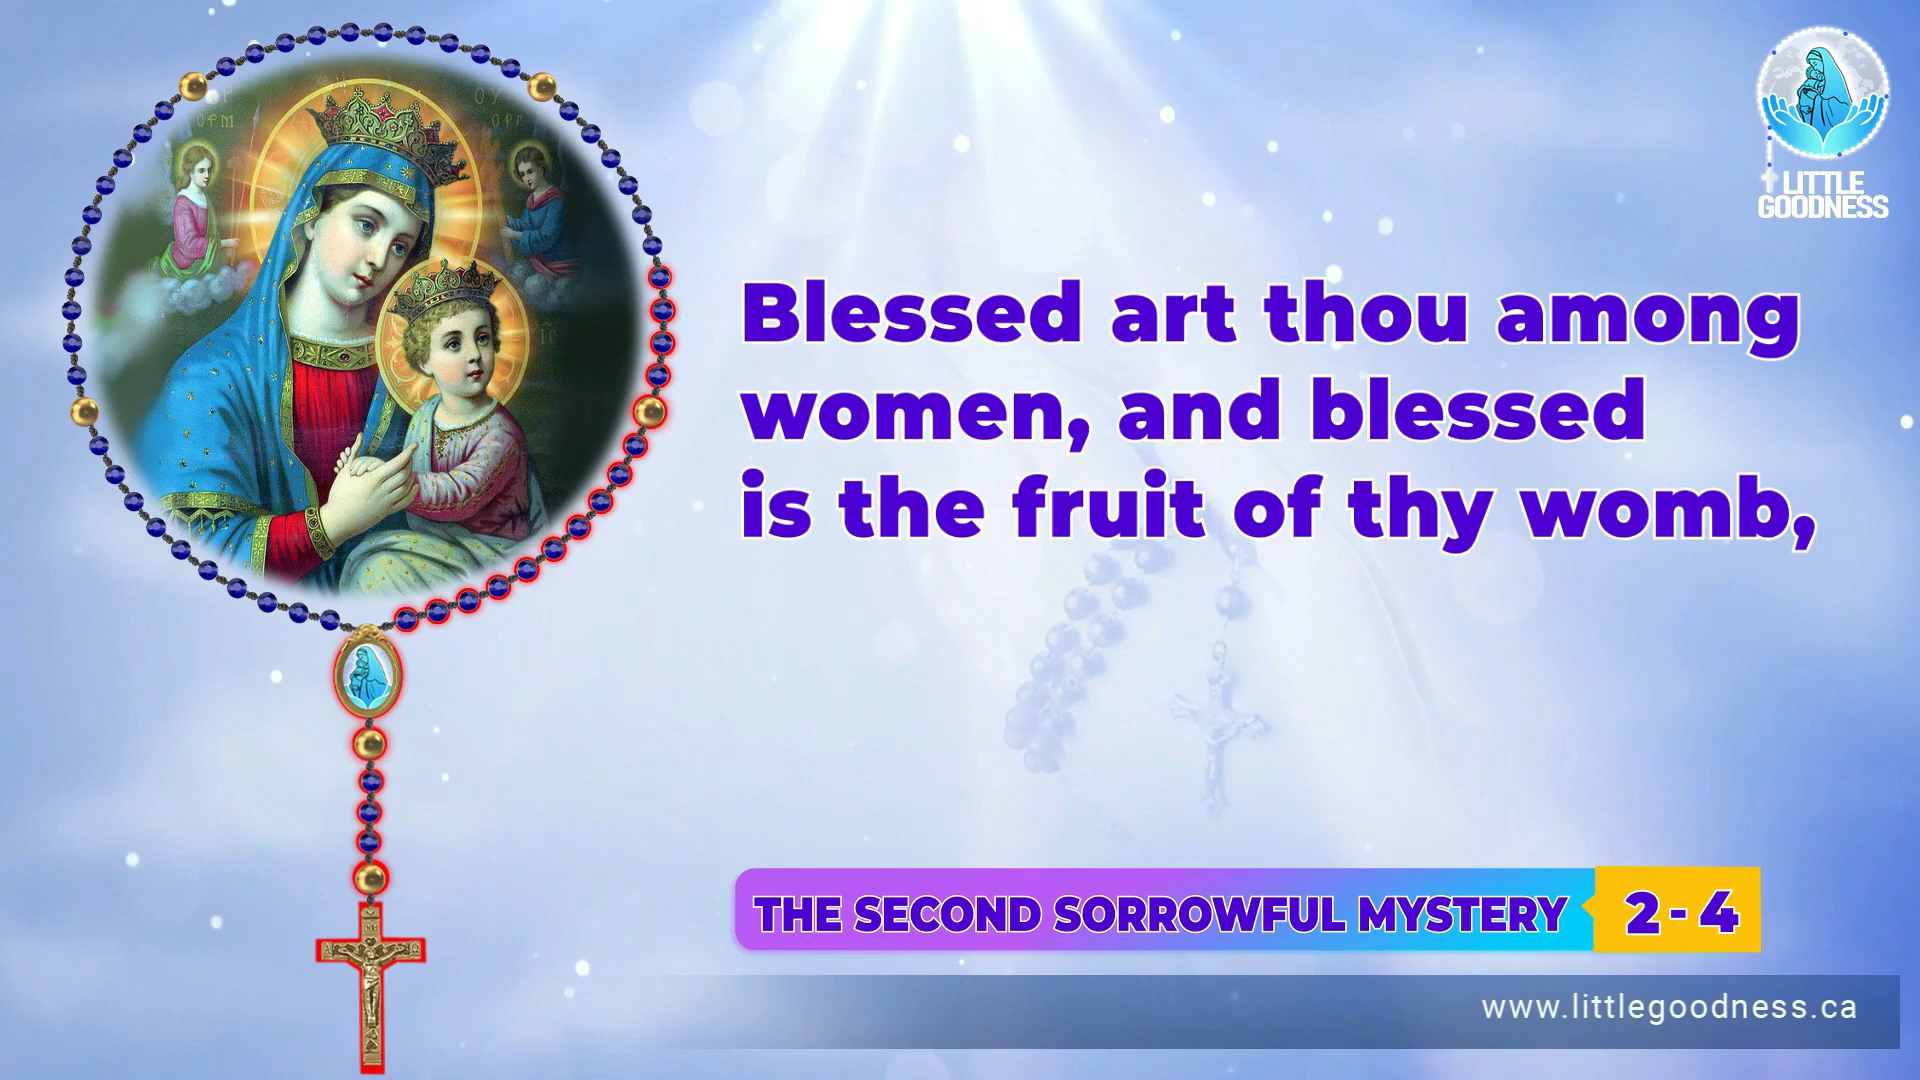 LITTLE
GOODNESS
Blessed art thou among
women, and blessed
is the fruit of thy womb,
THE SECOND SORROWFUL MYSTERY 2 - 4
www.littlegoodness.ca